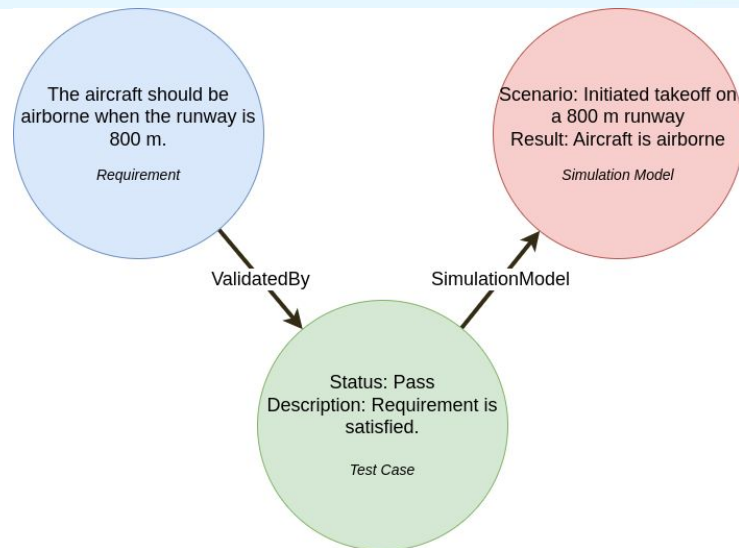 The aircraft should be
airborne when the runway is
800 m.
Requirement
Scenario: Initiated takeoff on
a 800 m runway
Result: Aircraft is airborne
Simulation Model
ValidatedBy
SimulationModel
Status: Pass
Description: Requirement is
satisfied.
Test Case